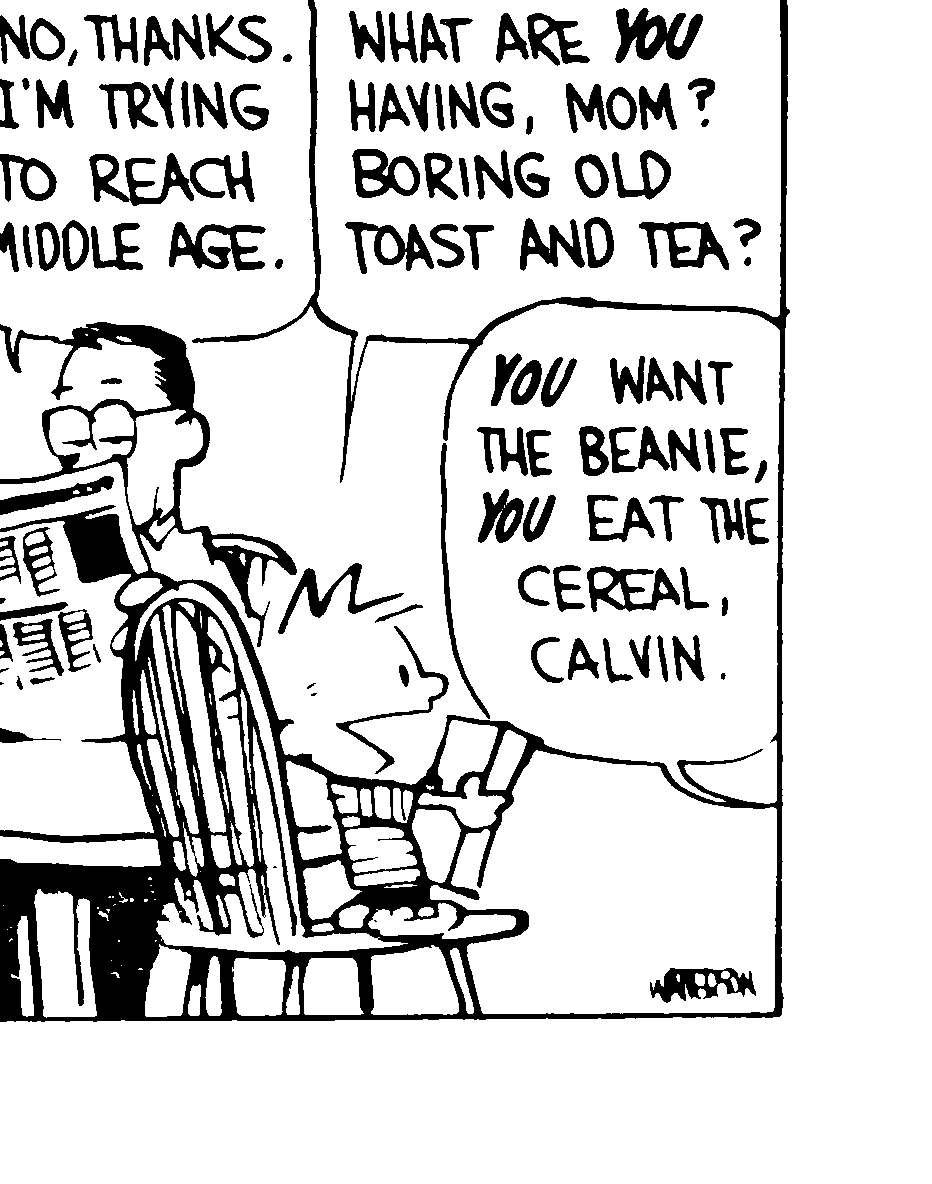 NO, THANKS.
I'M TRYING
TO REACH
MIDDLE AGE.
WHAT ARE YOU
HAVING, MOM?
BORING OLD
TOAST AND TEA?
YOU WANT
THE BEANIE,
YOU EAT THE
CEREAL,
CALVIN.
WATTERSON